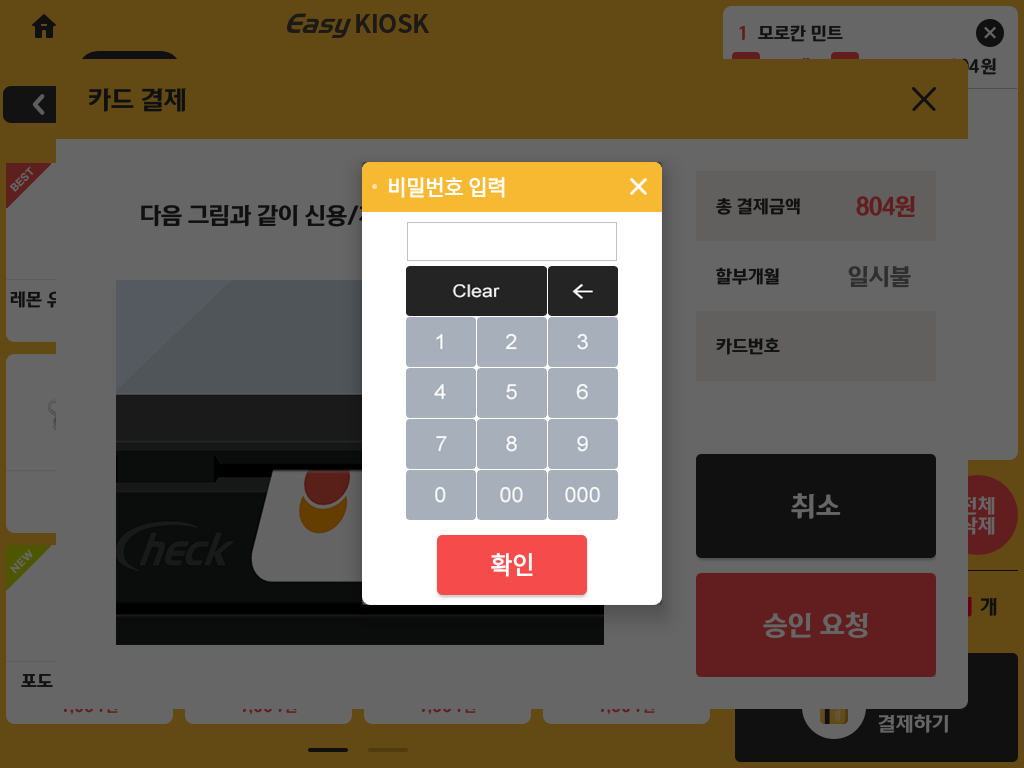 Easy KIOSK
1 모로칸 민트
04원
카드 결제
BEST
비밀번호 입력
다음 그림과 같이 신용/
총 결제금액 804원
할부개월 일시불
카드번호
레몬
Clear ←
1 2 3
4 5 6
7 8 9
0 00 000
확인
취소
전체
삭제
heck
NEW
개
승인 요청
포도
결제하기